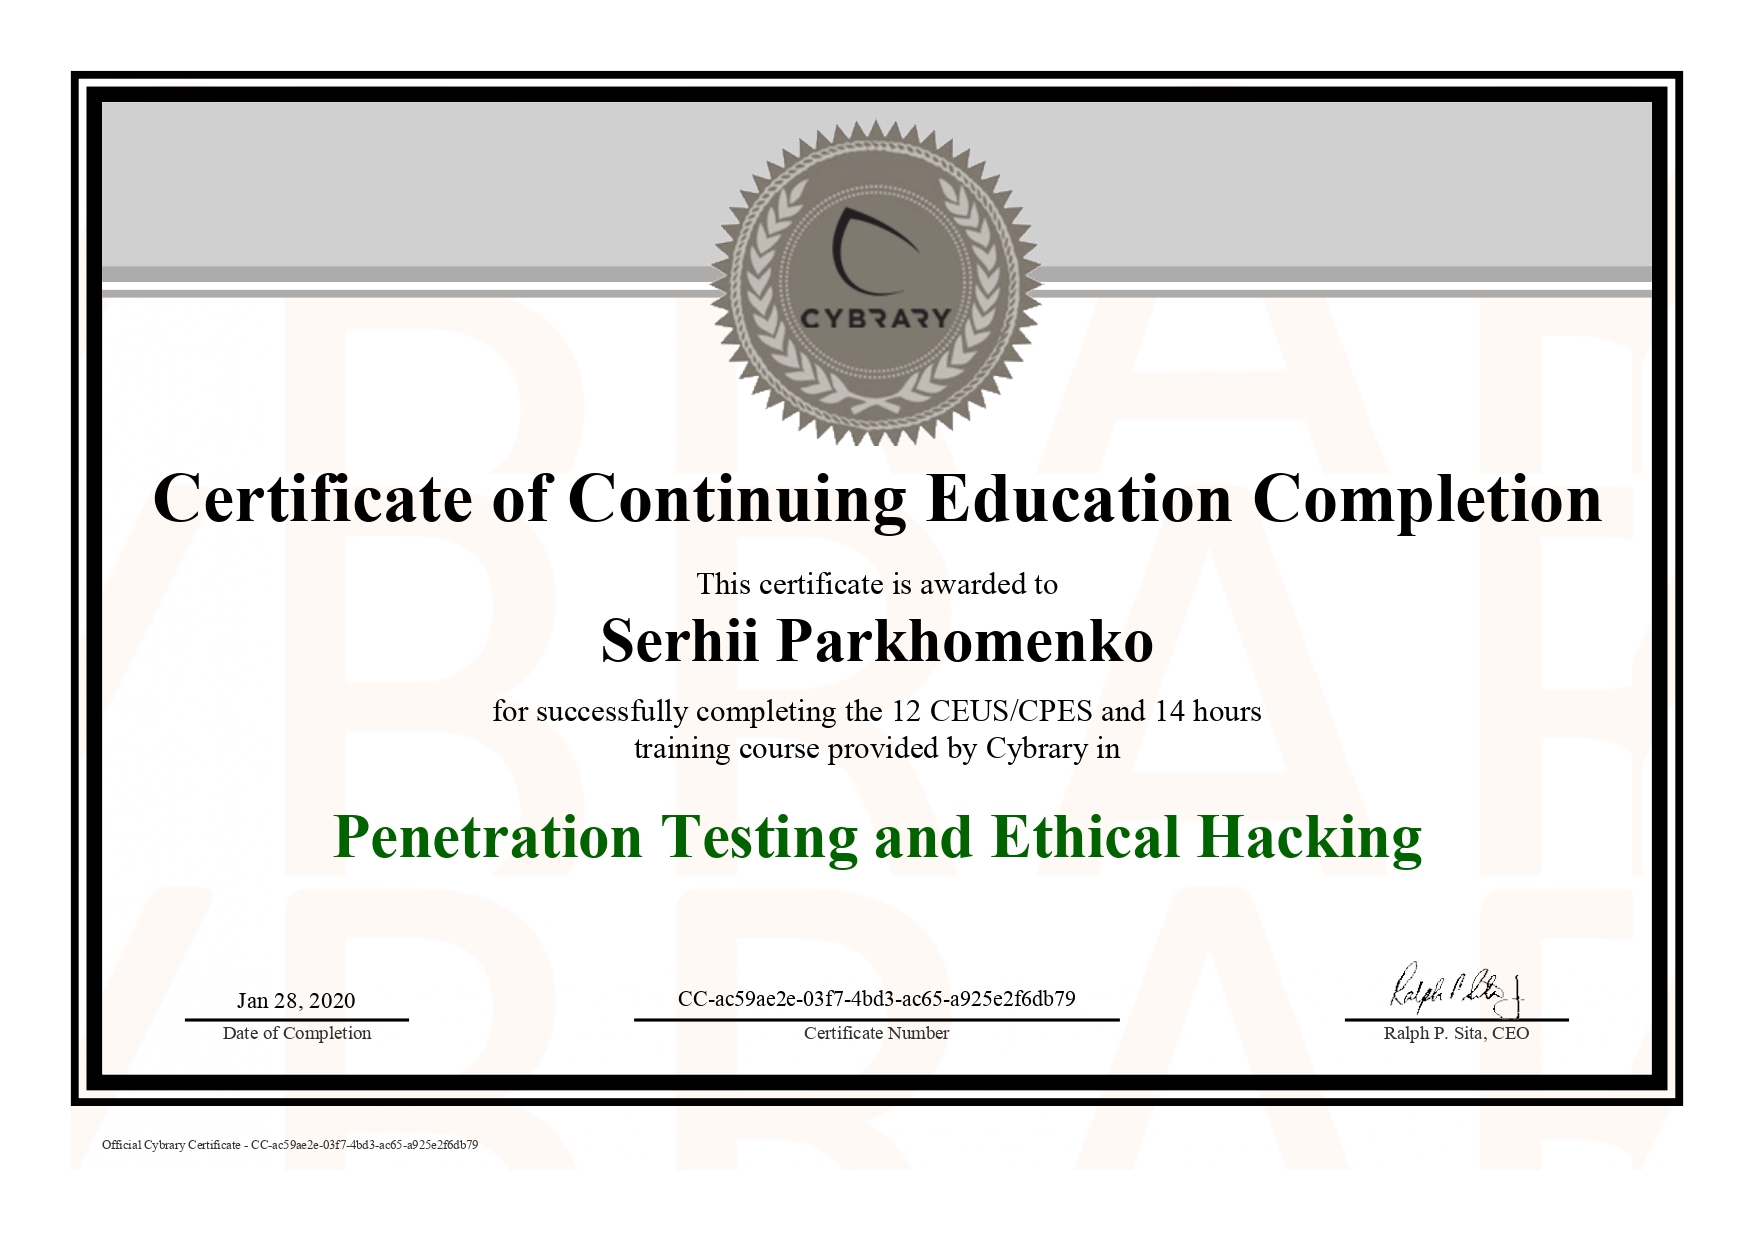 CYBRARY
Certificate of Continuing Education Completion
This certificate is awarded to
Serhii Parkhomenko
for successfully completing the 12 CEUS/CPES and 14 hours
training course provided by Cybrary in
Penetration Testing and Ethical Hacking
Jan 28, 2020
Date of Completion
CC-ac59ae2e-03f7-4bd3-ac65-a925e2f6db79
Certificate Number
Ralph P. Sita, CEO
Official Cybrary Certificate - CC-ac59ae2e-03f7-4bd3-ac65-a925e2f6db79